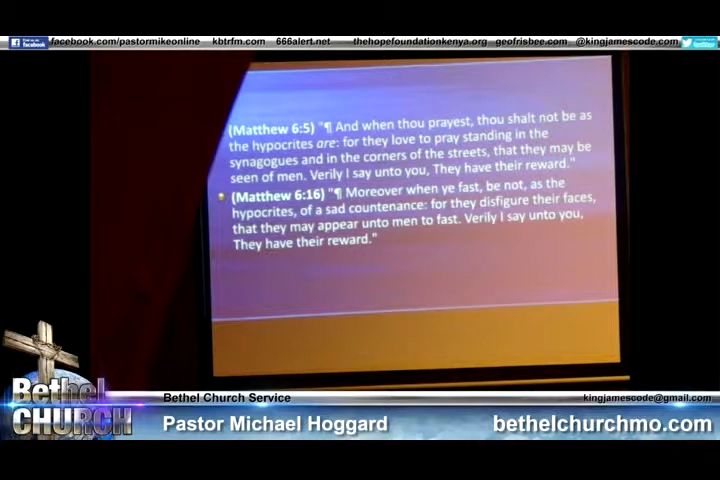 Find us on facebook facebook.com/pastormikeonline kbtrfm.com 666alert.net thehopefoundationkenya.org geofrisbee.com @kingjamescode.com twitter
(Matthew 6:5) "¶ And when thou prayest, thou shalt not be as
the hypocrites are: for they love to pray standing in the
synagogues and in the corners of the streets, that they may be
seen of men. Verily I say unto you, They have their reward."
(Matthew 6:16) "¶ Moreover when ye fast, be not, as the
hypocrites, of a sad countenance: for they disfigure their faces,
that they may appear unto men to fast. Verily I say unto you,
They have their reward."
Bethel
CHURCH
Bethel Church Service kingjamescode@gmail.com
Pastor Michael Hoggard bethelchurchmo.com